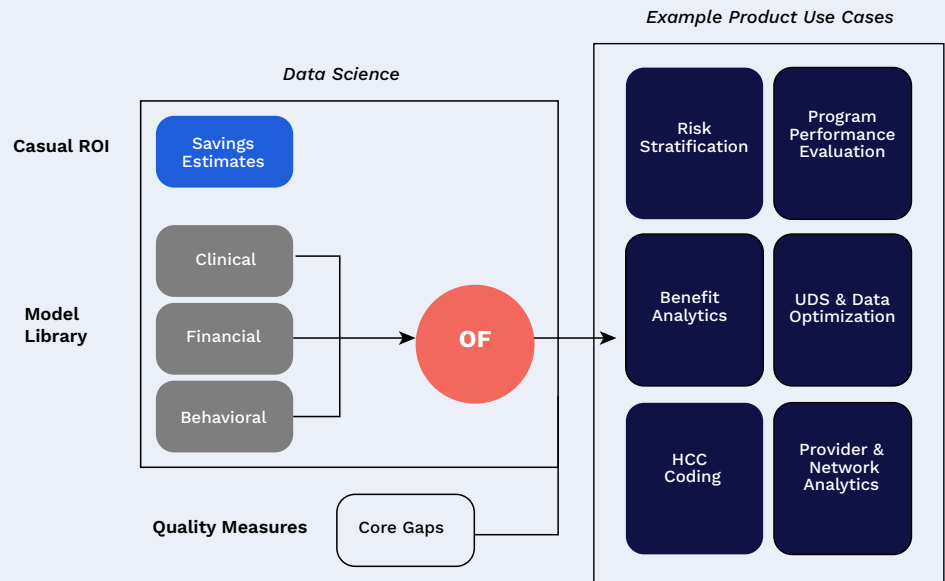 Example Product Use Cases
Data Science
Casual ROI
Savings
Estimates
Model
Library
Clinical
Financial
Behavioral
OF
Quality Measures
Core Gaps
Risk
Stratification
Program
Performance
Evaluation
Benefit
Analytics
UDS & Data
Optimization
HCC
Coding
Provider &
Network
Analytics